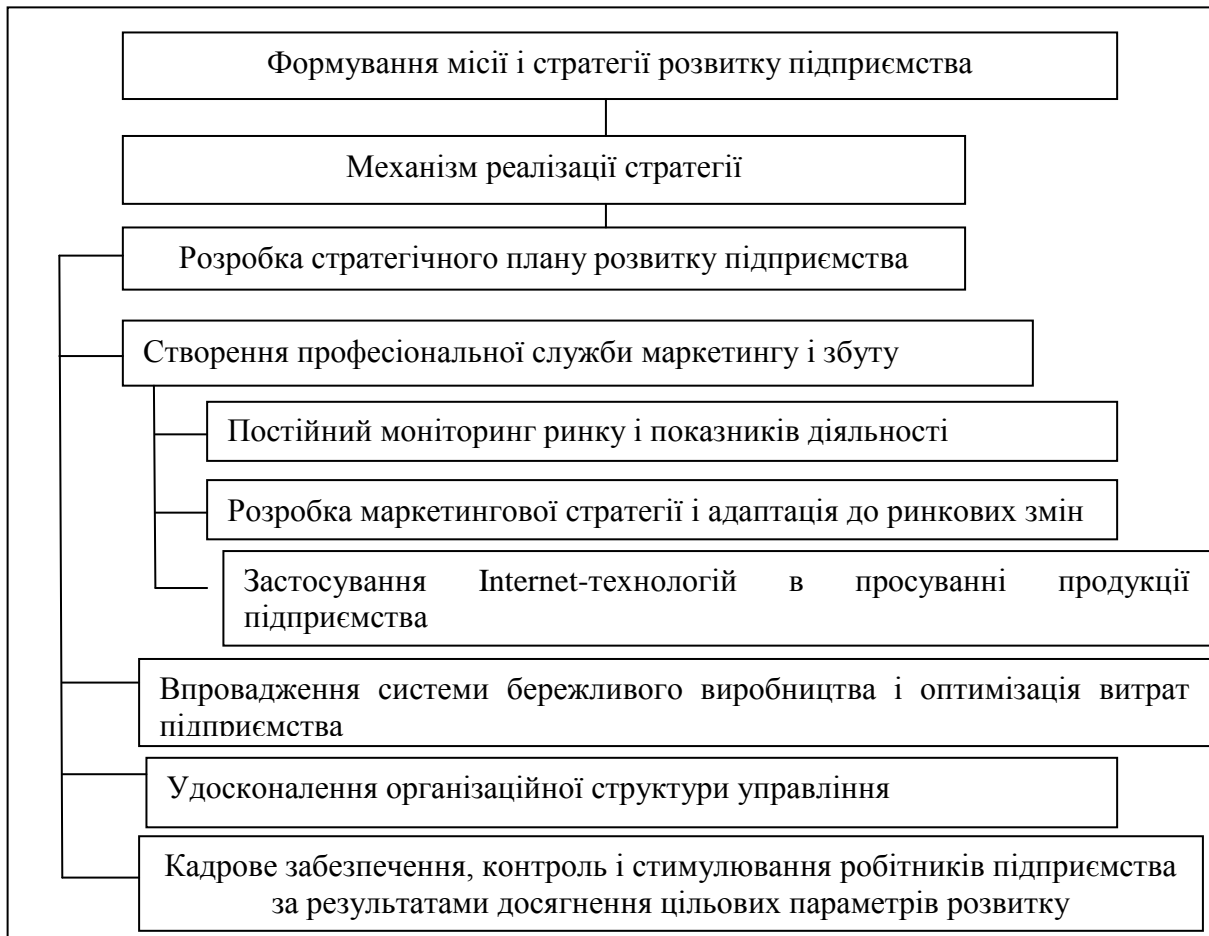 Формування місії і стратегії розвитку підприємства
Механізм реалізації стратегії
Розробка стратегічного плану розвитку підприємства
Створення професіональної служби маркетингу і збуту
Постійний моніторинг ринку і показників діяльності
Розробка маркетингової стратегії і адаптація до ринкових змін
Застосування Internet-технологій в просуванні продукції
підприємства
Впровадження системи бережливого виробництва і оптимізація витрат
підприємства
Удосконалення організаційної структури управління
Кадрове забезпечення, контроль і стимулювання робітників підприємства
за результатами досягнення цільових параметрів розвитку